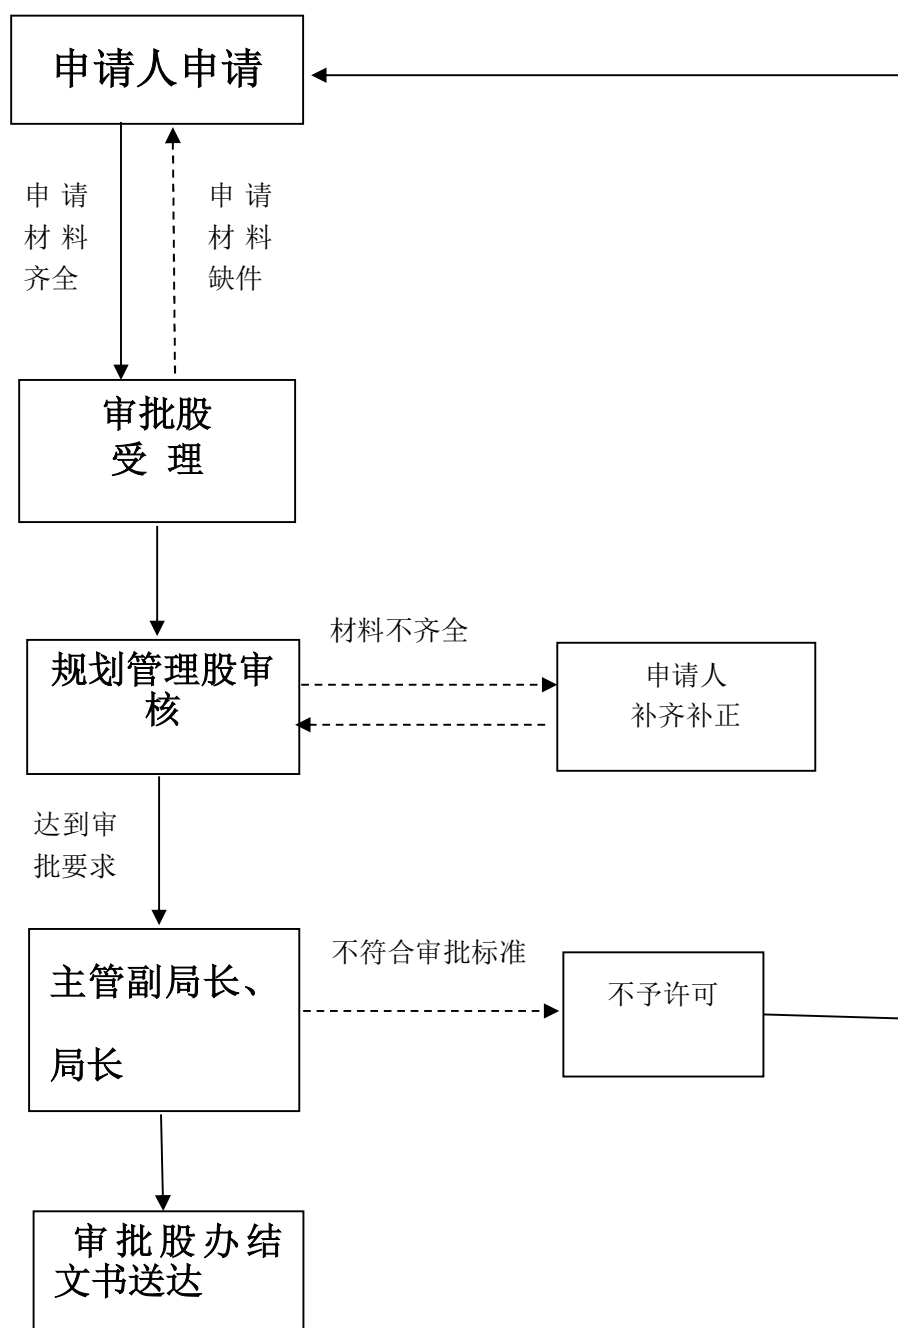 申请人申请
申请
材料
齐全
申请
材料
缺件
审批股
受 理
材料不齐全
规划管理股审
核
申请人
补齐补正
达到审
批要求
不符合审批标准
主管副局长、
局长
不予许可
审批股办结
文书送达